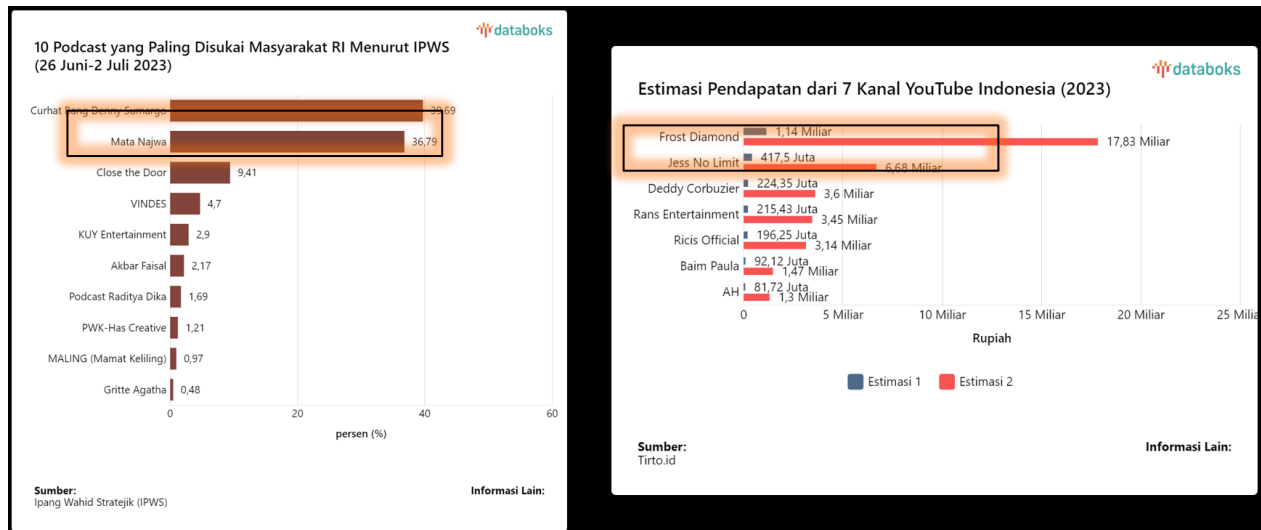 databoks
10 Podcast yang Paling Disukai Masyarakat RI Menurut IPWS
(26 Juni-2 Juli 2023)
Curhat Bang Denny Sumargo 39,69
Mata Najwa 36,79
Close the Door 9,41
VINDES 4,7
KUY Entertainment 2,9
Akbar Faisal 2,17
Podcast Raditya Dika 1,69
PWK-Has Creative 1,21
MALING (Mamat Keliling) 0,97
Gritte Agatha 0,48
0 20 40 60
persen (%)
Sumber: Informasi Lain:
Ipang Wahid Stratejik (IPWS)
databoks
Estimasi Pendapatan dari 7 Kanal YouTube Indonesia (2023)
Frost Diamond 1,14 Miliar
17,83 Miliar
Jess No Limit 417,5 Juta
6,68 Miliar
Deddy Corbuzier 224,35 Juta
3,6 Miliar
Rans Entertainment 215,43 Juta
3,45 Miliar
Ricis Official 196,25 Juta
3,14 Miliar
Baim Paula 92,12 Juta
1,47 Miliar
AH 81,72 Juta
1,3 Miliar
0 5 Miliar 10 Miliar 15 Miliar 20 Miliar 25 Milia
Rupiah
Estimasi 1 Estimasi 2
Sumber: Informasi Lain:
Tirto.id